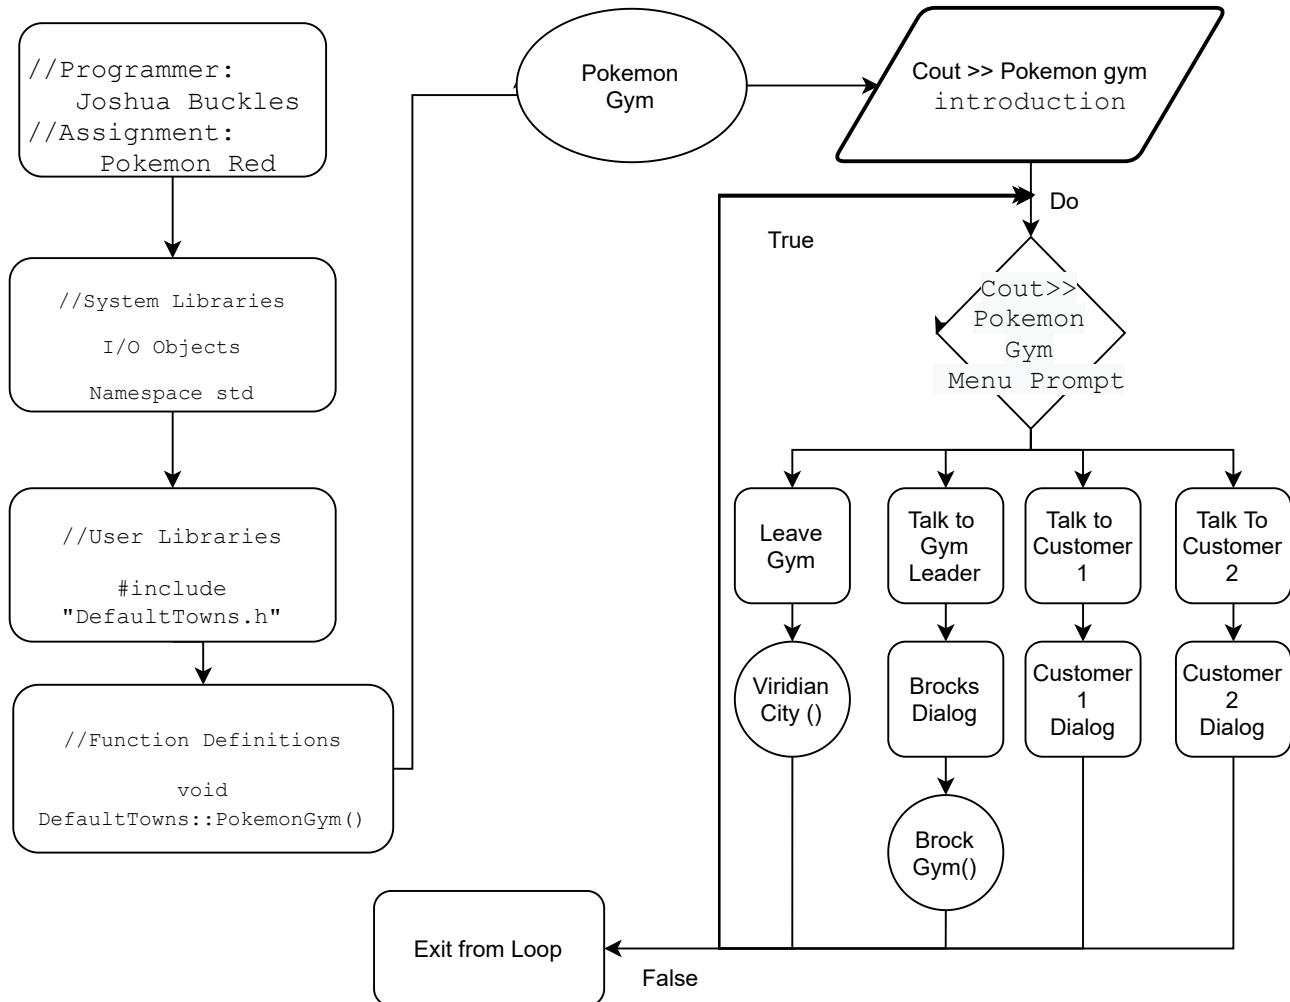 //Programmer:
Joshua Buckles
//Assignment:
Pokemon Red
//System Libraries
I/O Objects
Namespace std
//User Libraries
#include
"DefaultTowns.h"
//Function Definitions
void
DefaultTowns::PokemonGym()
Pokemon
Gym
Cout >> Pokemon gym
introduction
Do
True
Cout>>
Pokemon
Gym
Menu Prompt
Leave
Gym
Talk to
Gym
Leader
Talk to
Customer
1
Talk To
Customer
2
Viridian
City ()
Brocks
Dialog
Customer
1
Dialog
Customer
2
Dialog
Brock
Gym()
Exit from Loop
False